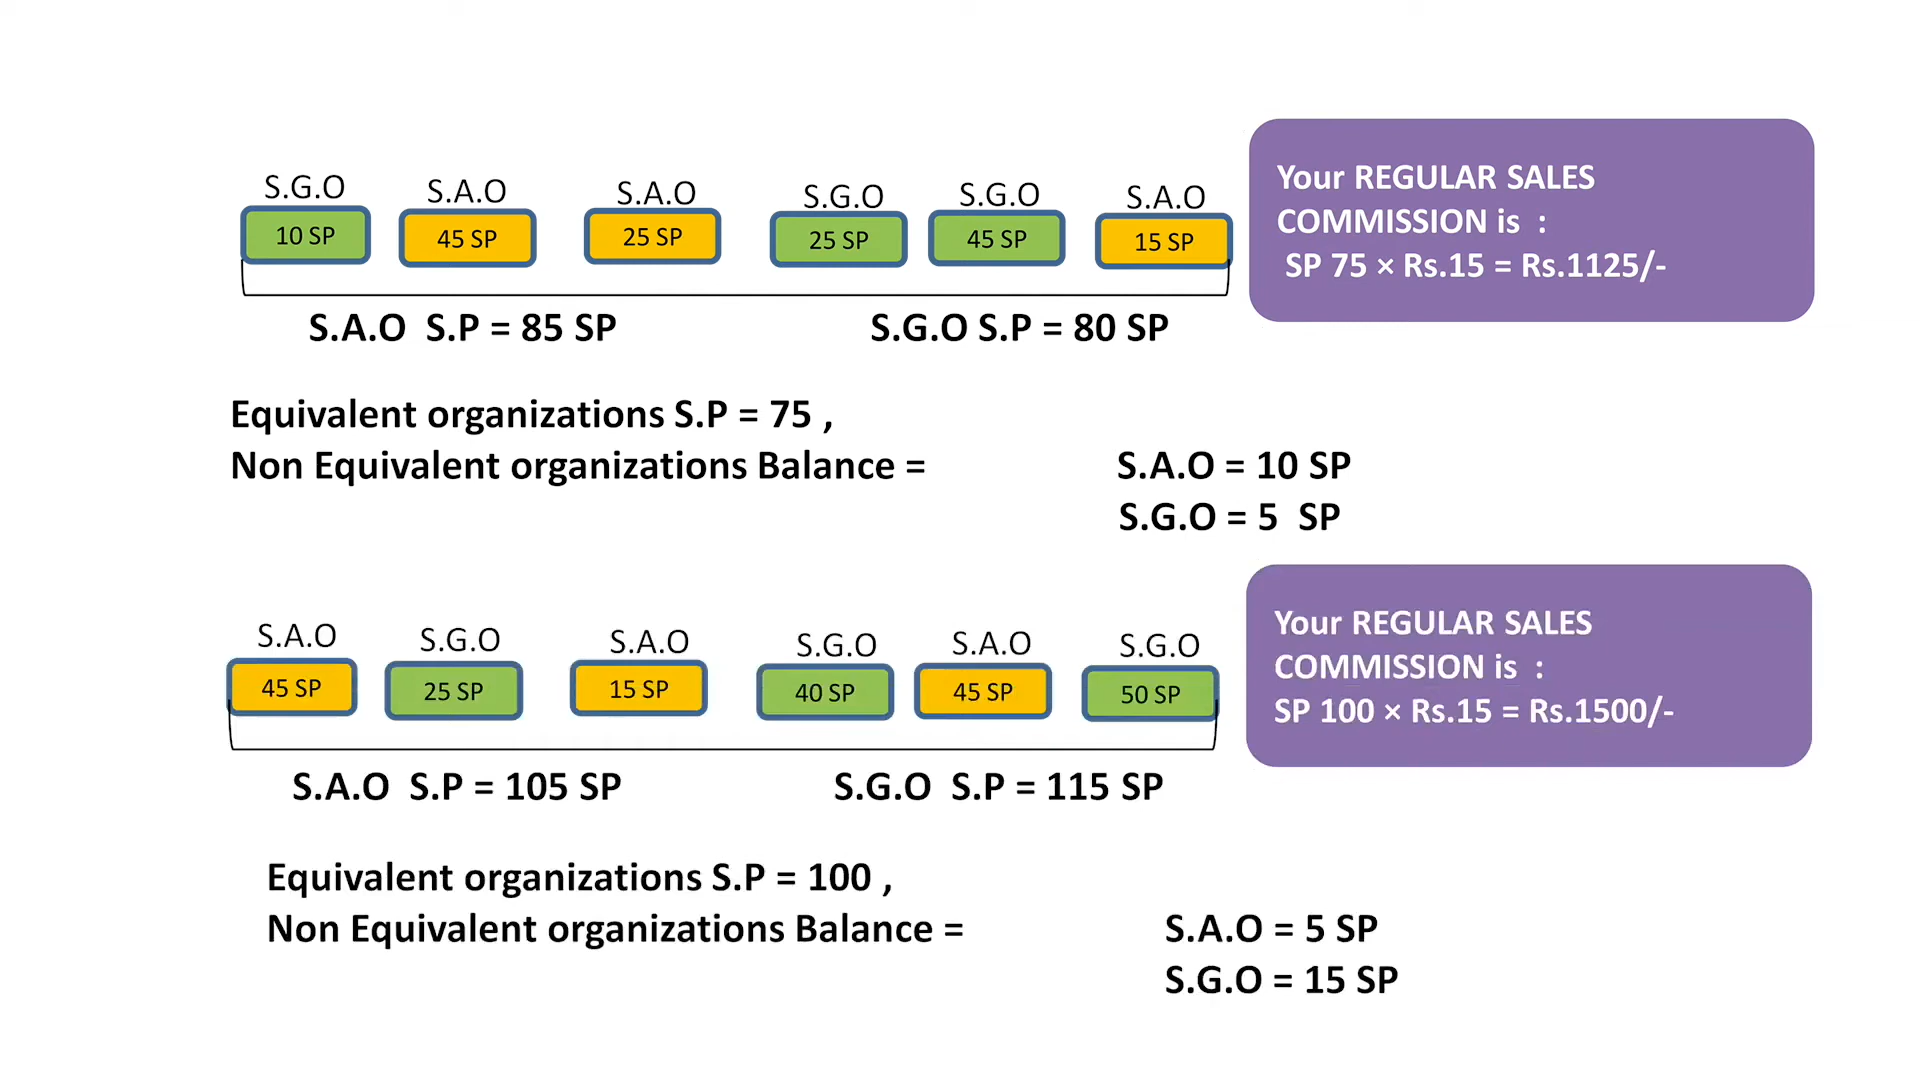 S.G.O S.A.O S.A.O S.G.O S.G.O S.A.O
10 SP 45 SP 25 SP 25 SP 45 SP 15 SP
S.A.O S.P = 85 SP S.G.O S.P = 80 SP
Your REGULAR SALES
COMMISSION is :
SP 75 × Rs.15 = Rs.1125/-
Equivalent organizations S.P = 75 ,
Non Equivalent organizations Balance = S.A.O = 10 SP
S.G.O = 5 SP
S.A.O S.G.O S.A.O S.G.O S.A.O S.G.O
45 SP 25 SP 15 SP 40 SP 45 SP 50 SP
S.A.O S.P = 105 SP S.G.O S.P = 115 SP
Your REGULAR SALES
COMMISSION is :
SP 100 × Rs.15 = Rs.1500/-
Equivalent organizations S.P = 100 ,
Non Equivalent organizations Balance = S.A.O = 5 SP
S.G.O = 15 SP